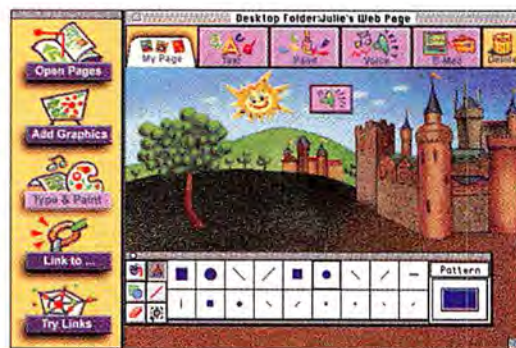 Desktop Folder:Julie's Web Page
My Page
Text
Paint
Voice
E-Mail
Delete
Open Pages
Add Graphics
Type & Paint
Link to ...
Try Links
Pattern